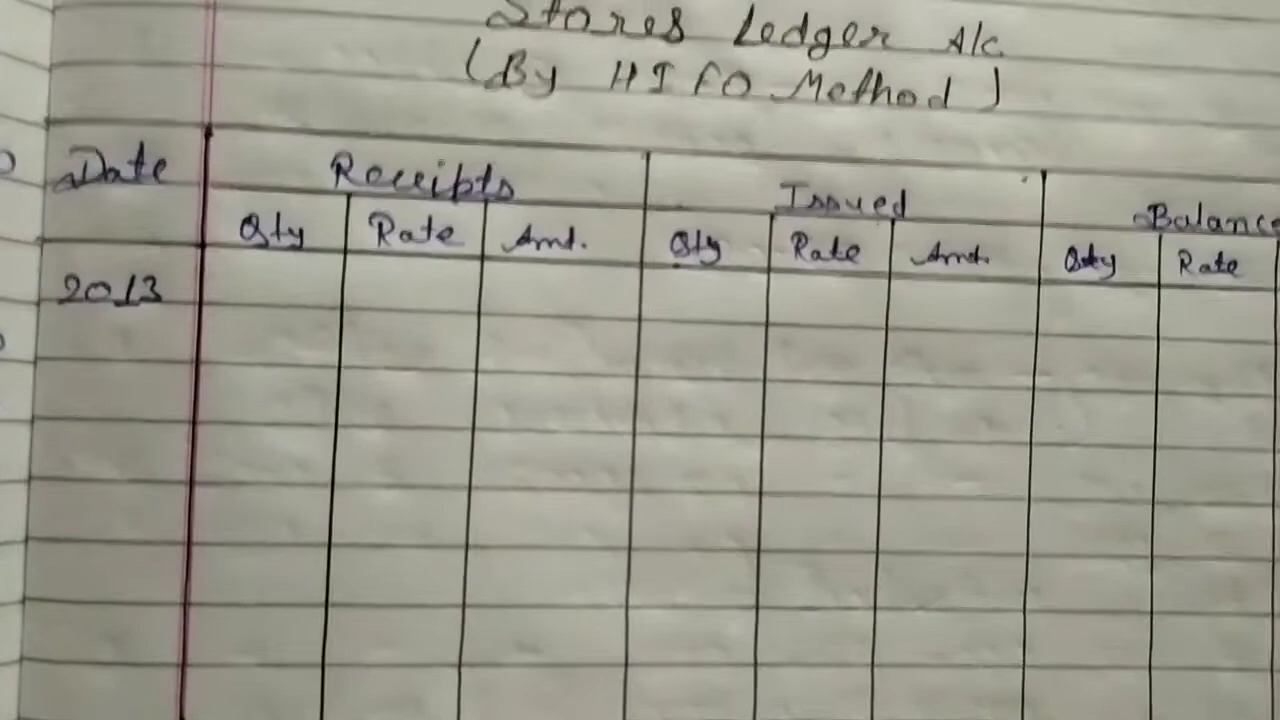 Stores Ledger A/c.
(By HIFO Method)
Date Receipts Issued Balance
Qty Rate Amt. Qty Rate Amt. Qty Rate
2013